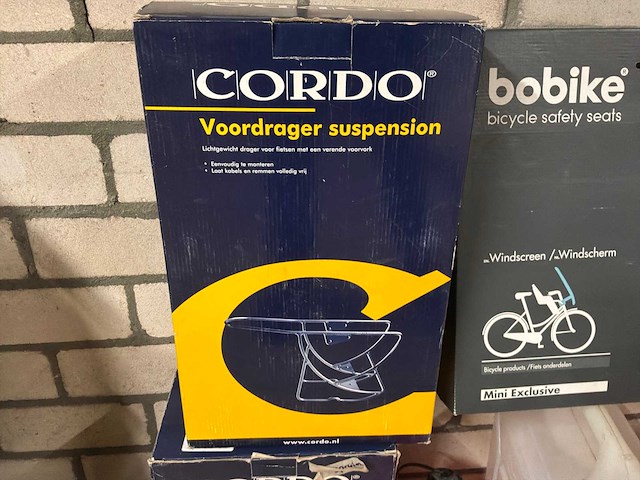 CORDO®
Voordrager suspension
Lichtgewicht drager voor fietsen met een verende voorvork
• Eenvoudig te monteren
• Laat kabels en remmen volledig vrij
www.cordo.nl
CORDO
bobike®
bicycle safety seats
Windscreen / Windscherm
Bicycle products / Fiets onderdelen
Mini Exclusive